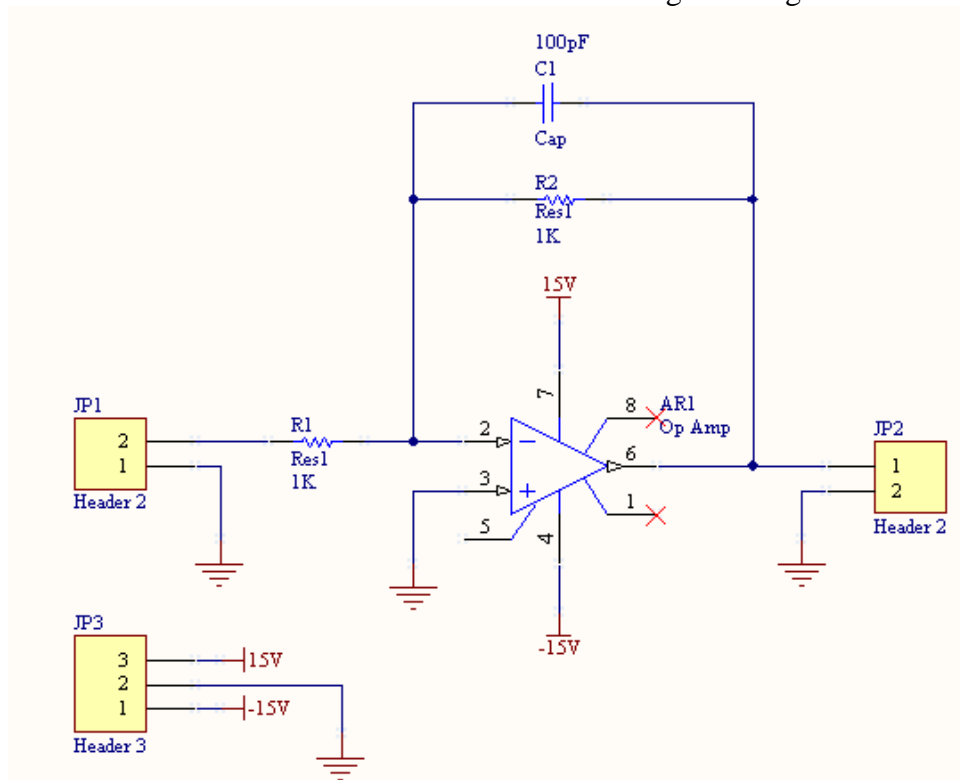 100pF
C1
Cap
R2
Res1
1K
15V
7
JP1
2
1
Header 2
R1
Res1
1K
2
3
5
4
8
AR1
Op Amp
6
1
-15V
JP2
1
2
Header 2
JP3
3
2
1
15V
-15V
Header 3